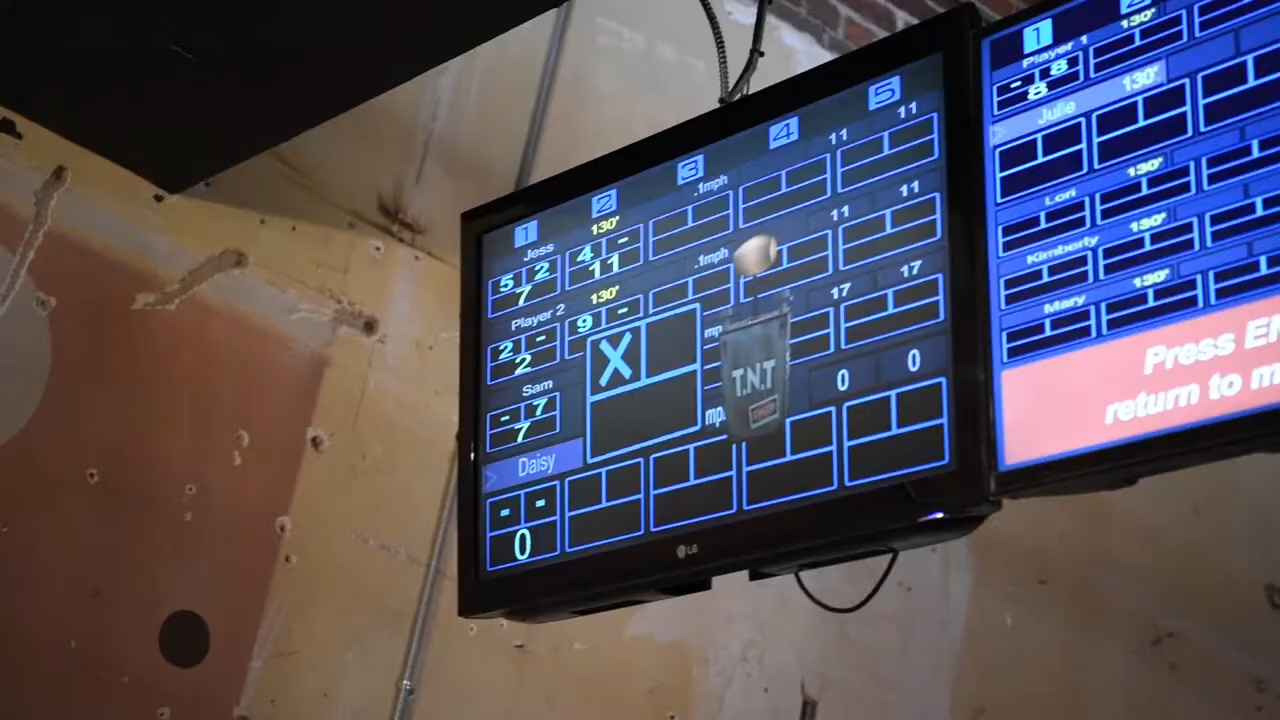 1 2 3 4 5
Jess 130° .1mph 11 11
5 2 4 -
7 11
Player 2 130° .1mph 11 11
2 - 9 -
2
Sam 17 17
- 7
7
X
T.N.T
Daisy mp 0 0
- -
0
LG
1 2
Player 1 130°
- 8
8
Julie 130°
Lori 130°
Kimberly 130°
Mary 130°
Press E
return to m